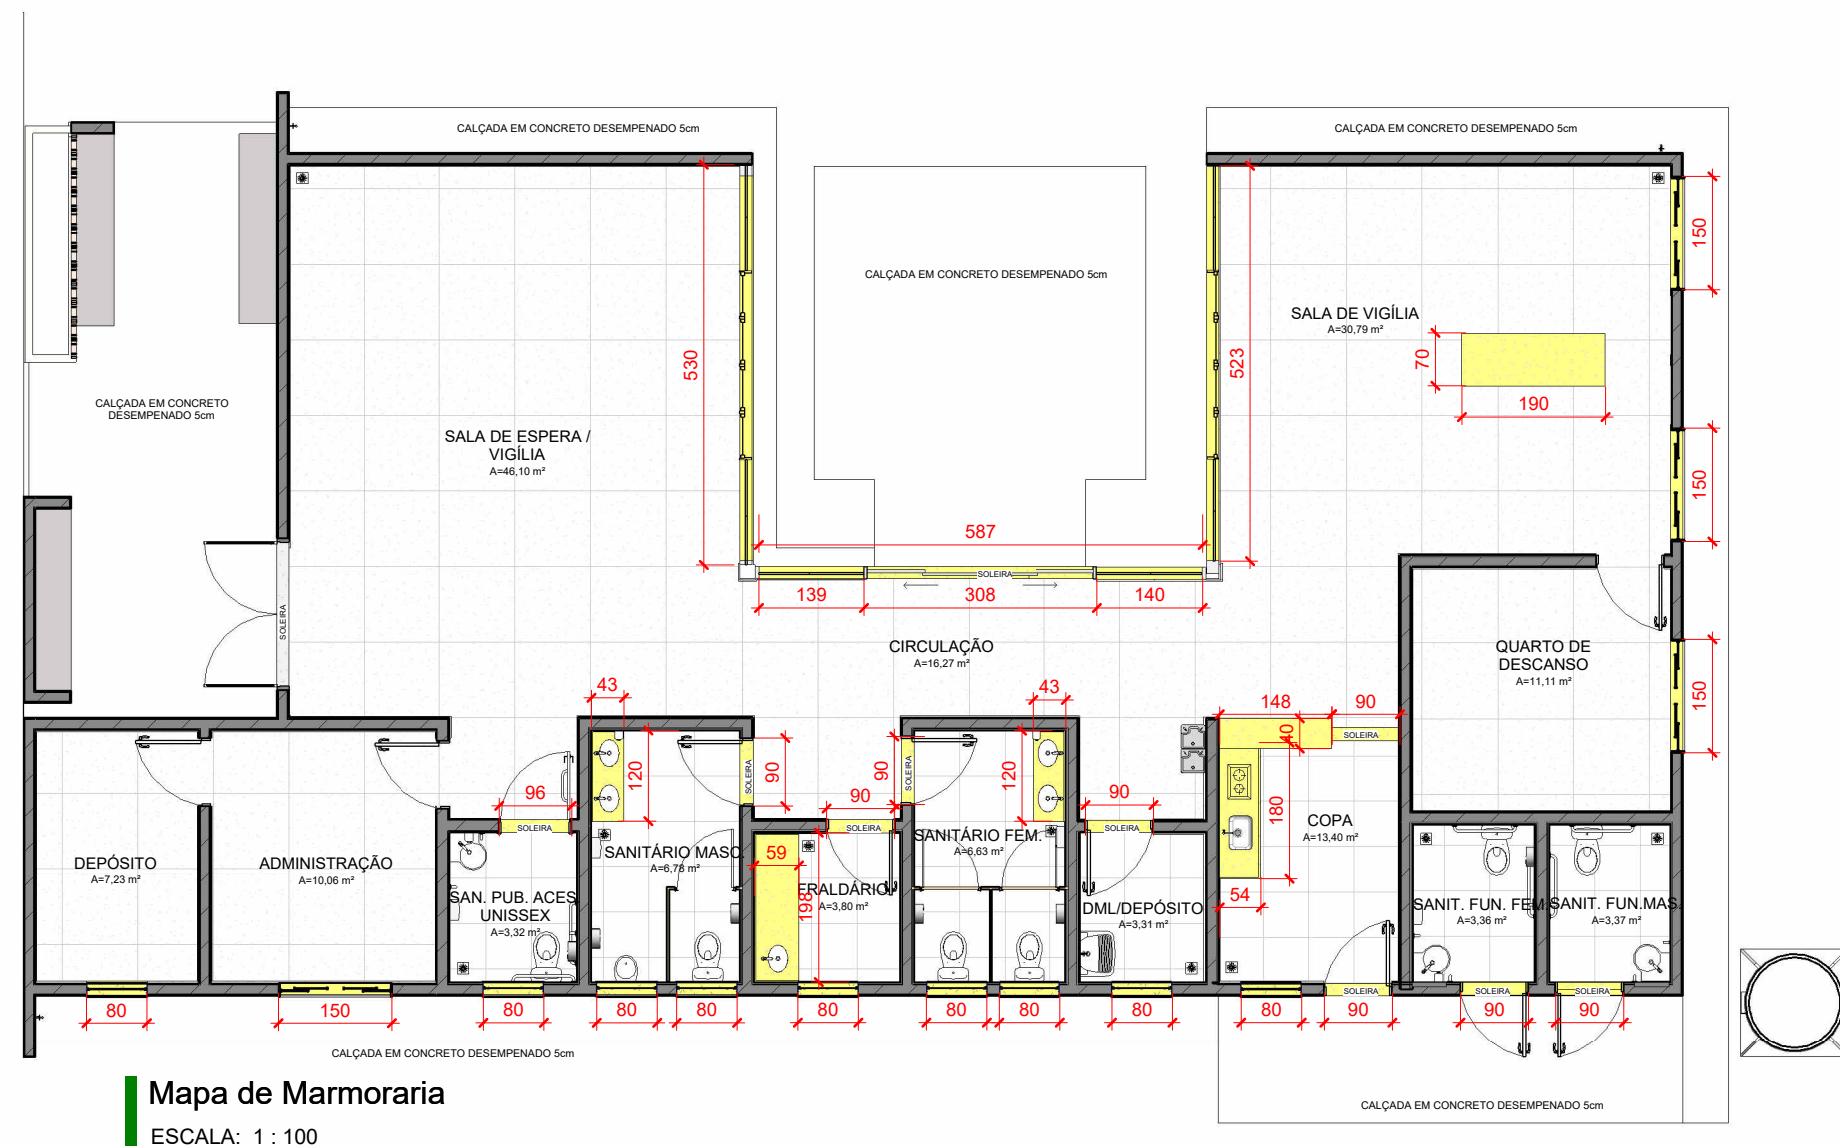 CALÇADA EM CONCRETO DESEMPENADO 5cm
CALÇADA EM CONCRETO DESEMPENADO 5cm
CALÇADA EM CONCRETO DESEMPENADO 5cm
150
SALA DE VIGÍLIA
A=30,79 m²
530
523
70
190
CALÇADA EM CONCRETO
DESEMPENADO 5cm
SALA DE ESPERA /
VIGÍLIA
A=46,10 m²
150
587
SOLEIRA
139
308
140
SOLEIRA
CIRCULAÇÃO
A=16,27 m²
QUARTO DE
DESCANSO
A=11,11 m²
150
43
43
148
90
40
SOLEIRA
120
SOLEIRA
90
90
SOLEIRA
120
180
96
SOLEIRA
90
SOLEIRA
90
SOLEIRA
COPA
A=13,40 m²
DEPÓSITO
A=7,23 m²
ADMINISTRAÇÃO
A=10,06 m²
SANITÁRIO MASC.
A=6,78 m²
59
SANITÁRIO FEM.
A=6,63 m²
SAN. PUB. ACES
UNISSEX
A=3,32 m²
198
FRALDÁRIO
A=3,80 m²
DML/DEPÓSITO
A=3,31 m²
54
SANIT. FUN. FEM
A=3,36 m²
SANIT. FUN.MAS.
A=3,37 m²
SOLEIRA
SOLEIRA
SOLEIRA
80
150
80
80
80
80
80
80
80
80
90
90
90
CALÇADA EM CONCRETO DESEMPENADO 5cm
CALÇADA EM CONCRETO DESEMPENADO 5cm
Mapa de Marmoraria
ESCALA: 1 : 100